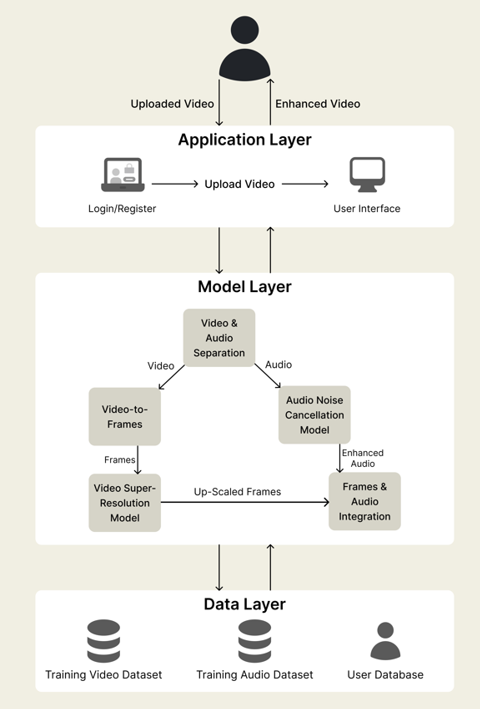 Uploaded Video
Enhanced Video
Application Layer
Upload Video
Login/Register
User Interface
Model Layer
Video &
Audio
Separation
Video
Audio
Video-to-
Frames
Audio Noise
Cancellation
Model
Frames
Enhanced
Audio
Video Super-
Resolution
Model
Up-Scaled Frames
Frames &
Audio
Integration
Data Layer
Training Video Dataset
Training Audio Dataset
User Database